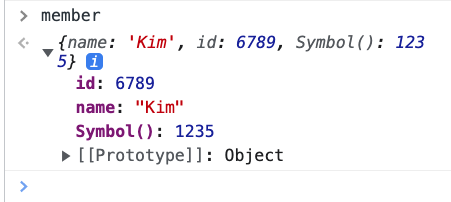 > member
<· {name: 'Kim', id: 6789, Symbol(): 123
5} i
id: 6789
name: "Kim"
Symbol(): 1235
▶ [[Prototype]]: Object
>